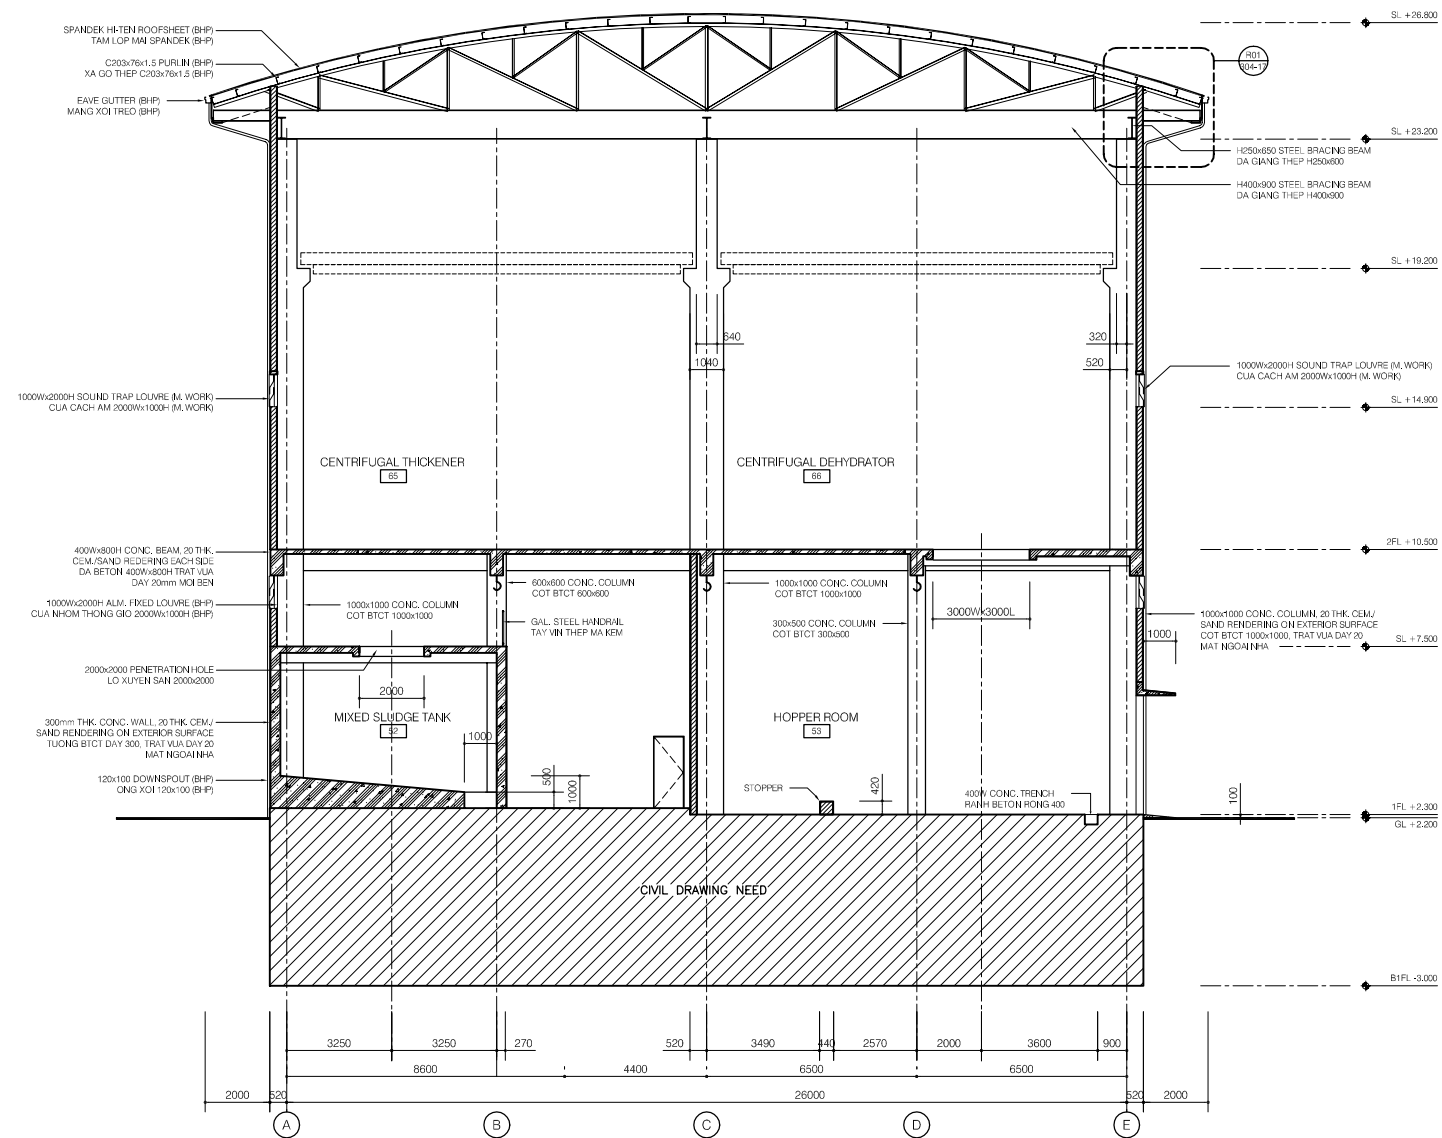 SPANDEK HI-TEN ROOFSHEET (BHP)
TAM LOP MAI SPANDEK (BHP)
C203x76x1.5 PURLIN (BHP)
XA GO THEP C203x76x1.5 (BHP)
EAVE GUTTER (BHP)
MANG XOI TREO (BHP)
SL +26.800
R01
304-17
SL +23.200
H250x650 STEEL BRACING BEAM
DA GIANG THEP H250x600
H400x900 STEEL BRACING BEAM
DA GIANG THEP H400x900
SL +19.200
640
320
1040
520
1000Wx2000H SOUND TRAP LOUVRE (M. WORK)
CUA CACH AM 2000Wx1000H (M. WORK)
1000Wx2000H SOUND TRAP LOUVRE (M. WORK)
CUA CACH AM 2000Wx1000H (M. WORK)
SL +14.900
CENTRIFUGAL THICKENER
65
CENTRIFUGAL DEHYDRATOR
66
400Wx800H CONC. BEAM, 20 THK.
CEM./SAND REDERING EACH SIDE
DA BETON 400Wx800H TRAT VUA
DAY 20mm MOI BEN
2FL +10.500
1000Wx2000H ALM. FIXED LOUVRE (BHP)
CUA NHOM THONG GIO 2000Wx1000H (BHP)
1000x1000 CONC. COLUMN
COT BTCT 1000x1000
600x600 CONC. COLUMN
COT BTCT 600x600
GAL. STEEL HANDRAIL
TAY VIN THEP MA KEM
1000x1000 CONC. COLUMN
COT BTCT 1000x1000
300x500 CONC. COLUMN
COT BTCT 300x500
3000Wx3000L
1000x1000 CONC. COLUMN, 20 THK. CEM./
SAND RENDERING ON EXTERIOR SURFACE
COT BTCT 1000x1000, TRAT VUA DAY 20
MAT NGOAI NHA
1000
SL +7.500
2000x2000 PENETRATION HOLE
LO XUYEN SAN 2000x2000
2000
MIXED SLUDGE TANK
52
1000
HOPPER ROOM
53
300mm THK. CONC. WALL, 20 THK. CEM./
SAND RENDERING ON EXTERIOR SURFACE
TUONG BTCT DAY 300, TRAT VUA DAY 20
MAT NGOAI NHA
120x100 DOWNSPOUT (BHP)
ONG XOI 120x100 (BHP)
500
1000
STOPPER
420
400W CONC. TRENCH
RANH BETON RONG 400
100
1FL +2.300
GL +2.200
CIVIL DRAWING NEED
B1FL -3.000
3250
3250
270
520
3490
440
2570
2000
3600
900
8600
4400
6500
6500
2000
520
26000
520
2000
A
B
C
D
E